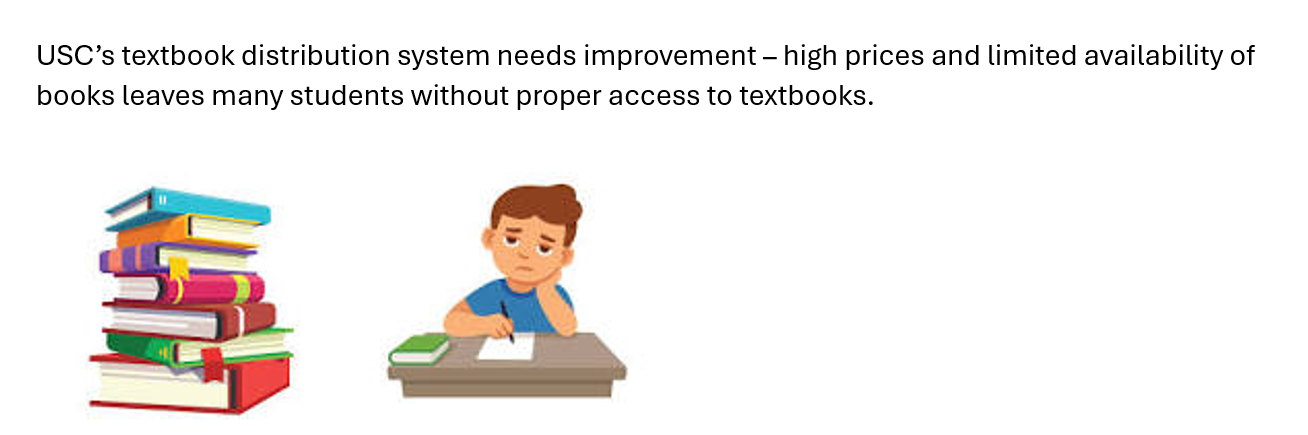 USC’s textbook distribution system needs improvement – high prices and limited availability of
books leaves many students without proper access to textbooks.